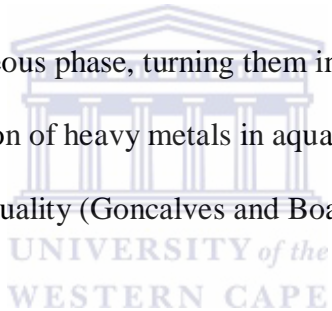 eous phase, turning them in
on of heavy metals in aqua
uality (Goncalves and Boa
UNIVERSITY of the
WESTERN CAPE